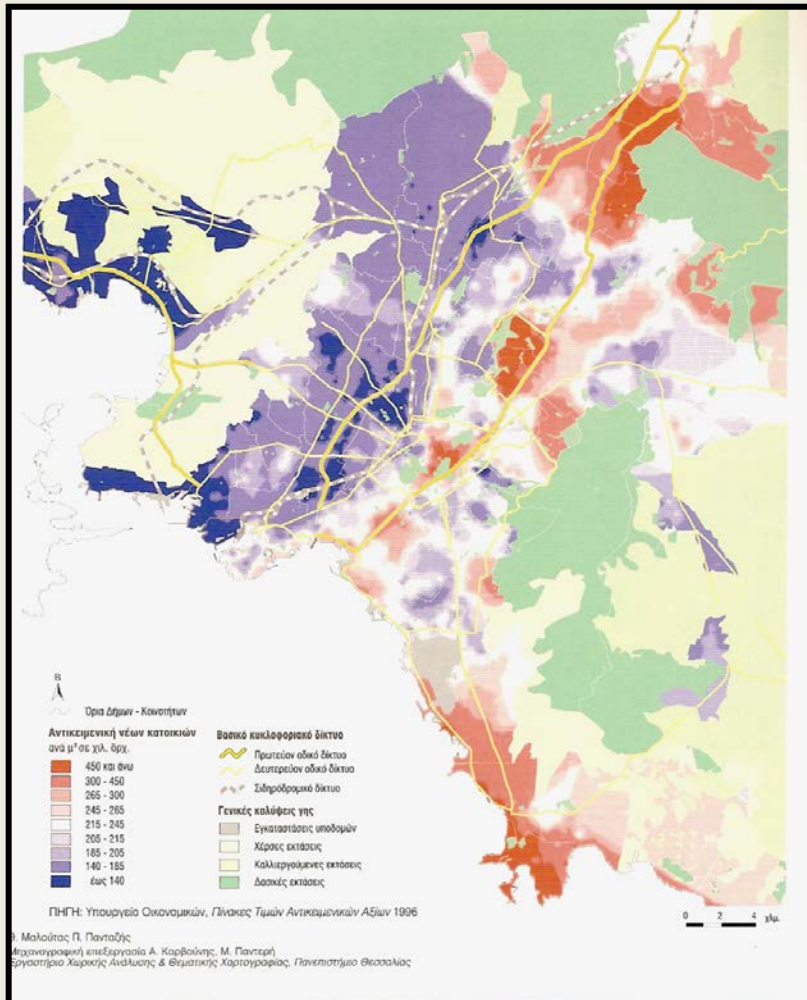 Β
Όρια Δήμων - Κοινοτήτων
Αντικειμενική νέων κατοικιών
ανά μ² σε χιλ. δρχ.
450 και άνω
300 - 450
265 - 300
245 - 265
215 - 245
205 - 215
185 - 205
140 - 185
έως 140
Βασικό κυκλοφοριακό δίκτυο
Πρωτεύον οδικό δίκτυο
Δευτερεύον οδικό δίκτυο
Σιδηρόδρομικό δίκτυο
Γενικές καλύψεις γης
Εγκαταστάσεις υποδομών
Χέρσες εκτάσεις
Καλλιεργούμενες εκτάσεις
Δασικές εκτάσεις
ΠΗΓΗ: Υπουργείο Οικονομικών, Πίνακες Τιμών Αντικειμενικών Αξιών 1996
0 2 4 χλμ.
Θ. Μαλούτας Π. Πανταζής
Μηχανογραφική επεξεργασία Α. Καρβούνης, Μ. Παντερή
Εργαστήριο Χωρικής Ανάλυσης & Θεματικής Χαρτογραφίας, Πανεπιστήμιο Θεσσαλίας